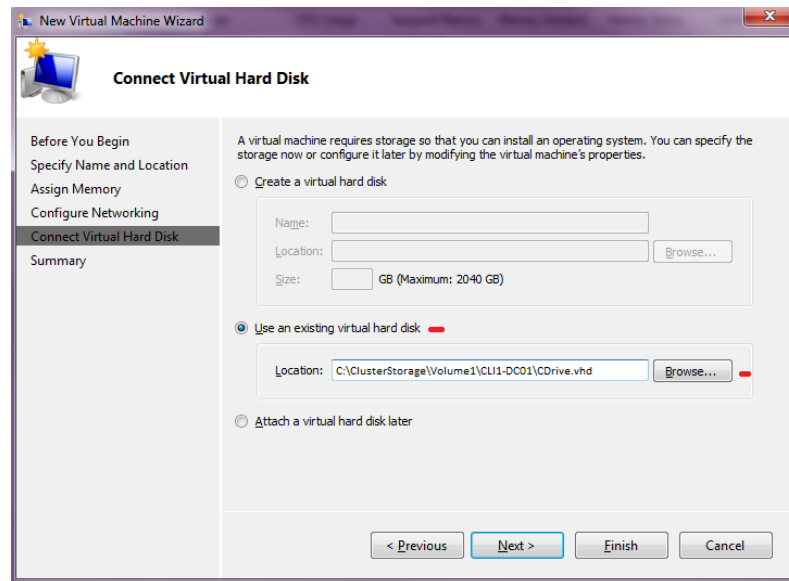 New Virtual Machine Wizard
Connect Virtual Hard Disk
Before You Begin
Specify Name and Location
Assign Memory
Configure Networking
Connect Virtual Hard Disk
Summary
A virtual machine requires storage so that you can install an operating system. You can specify the
storage now or configure it later by modifying the virtual machine's properties.
Create a virtual hard disk
Name:
Location:
Browse...
Size:
GB (Maximum: 2040 GB)
Use an existing virtual hard disk
Location:
C:\ClusterStorage\Volume1\CLI1-DC01\CDrive.vhd
Browse...
Attach a virtual hard disk later
< Previous
Next >
Finish
Cancel